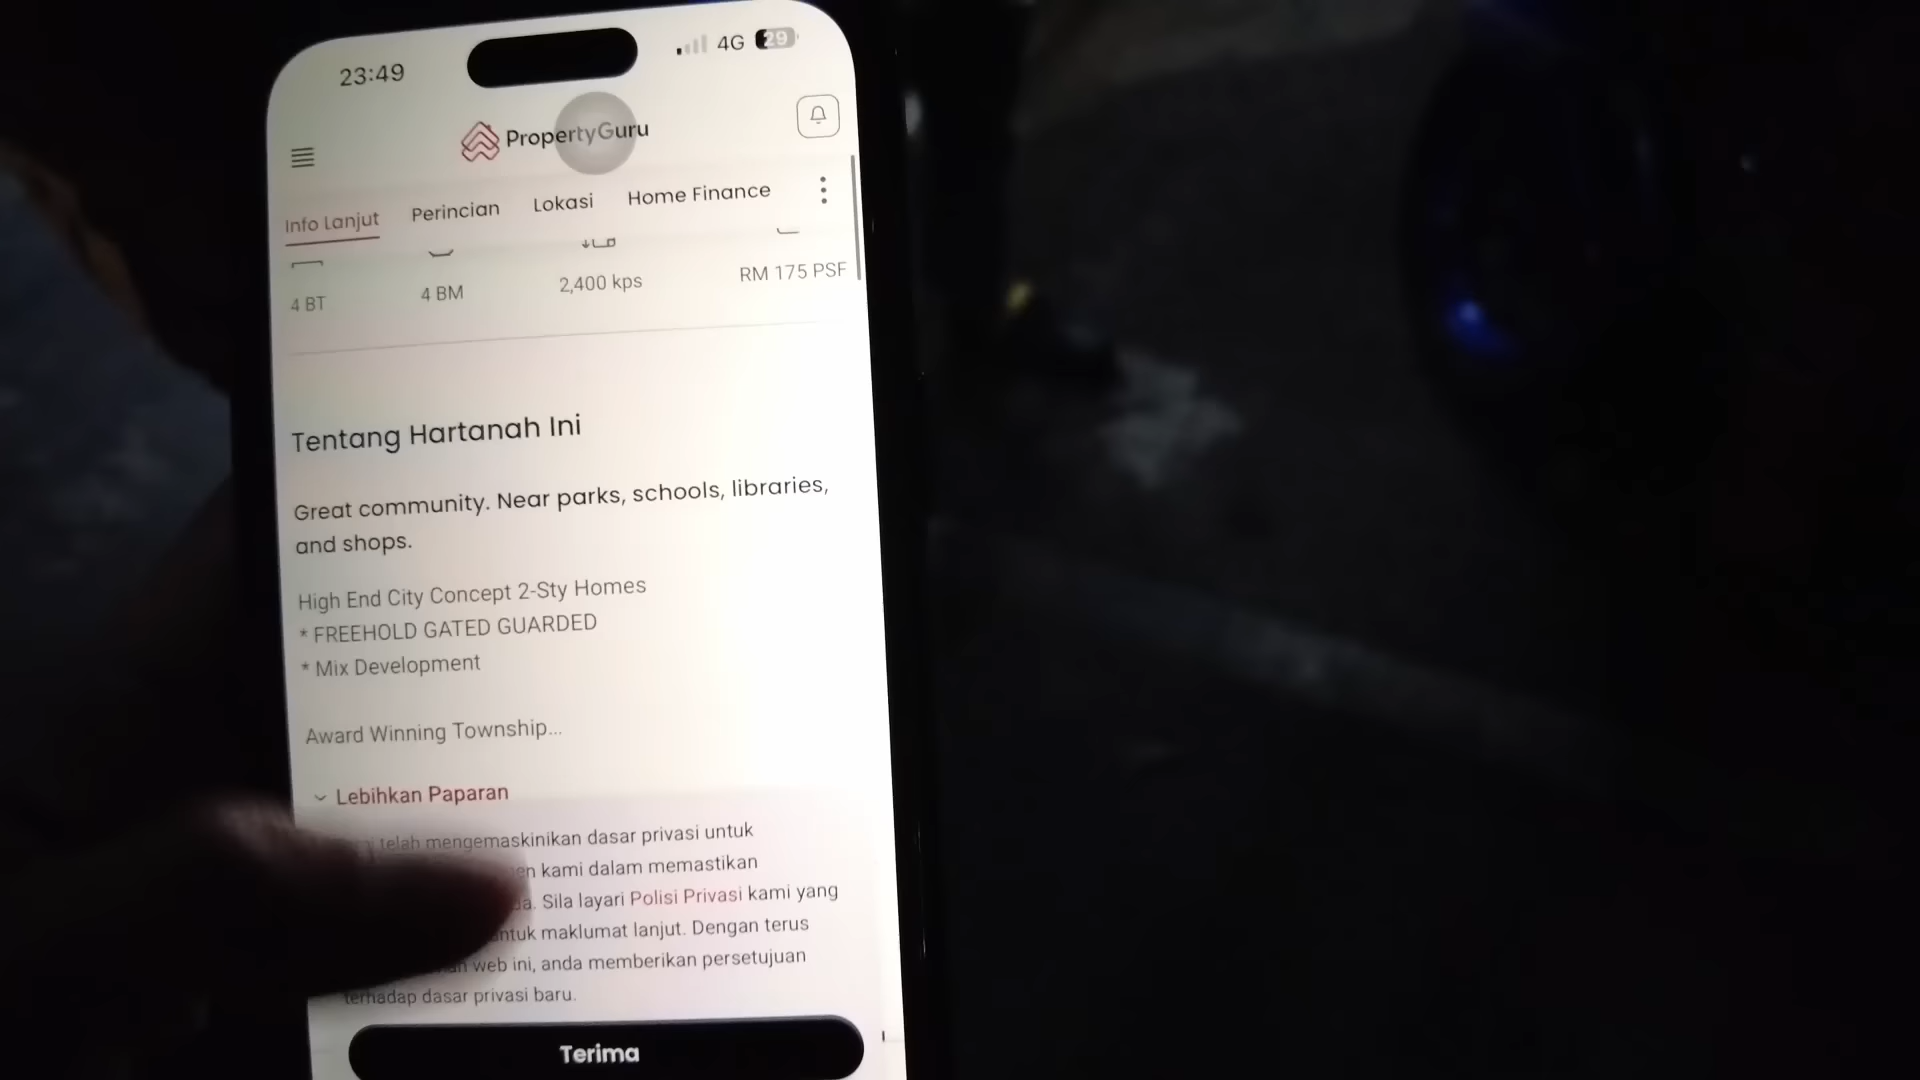 23:49
4G 29
PropertyGuru
Info Lanjut Perincian Lokasi Home Finance
4 BT 4 BM 2,400 kps RM 175 PSF
Tentang Hartanah Ini
Great community. Near parks, schools, libraries,
and shops.
High End City Concept 2-Sty Homes
* FREEHOLD GATED GUARDED
* Mix Development
Award Winning Township...
Lebihkan Paparan
telah mengemaskinikan dasar privasi untuk
kami dalam memastikan
Sila layari Polisi Privasi kami yang
untuk maklumat lanjut. Dengan terus
web ini, anda memberikan persetujuan
terhadap dasar privasi baru.
Terima